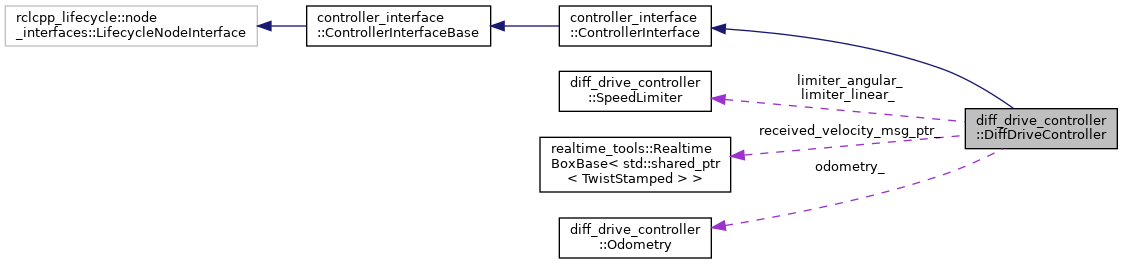 rclcpp_lifecycle::node
_interfaces::LifecycleNodeInterface
controller_interface
::ControllerInterfaceBase
controller_interface
::ControllerInterface
diff_drive_controller
::SpeedLimiter
limiter_angular_
limiter_linear_
realtime_tools::Realtime
BoxBase< std::shared_ptr
< TwistStamped > >
received_velocity_msg_ptr_
odometry_
diff_drive_controller
::Odometry
diff_drive_controller
::DiffDriveController